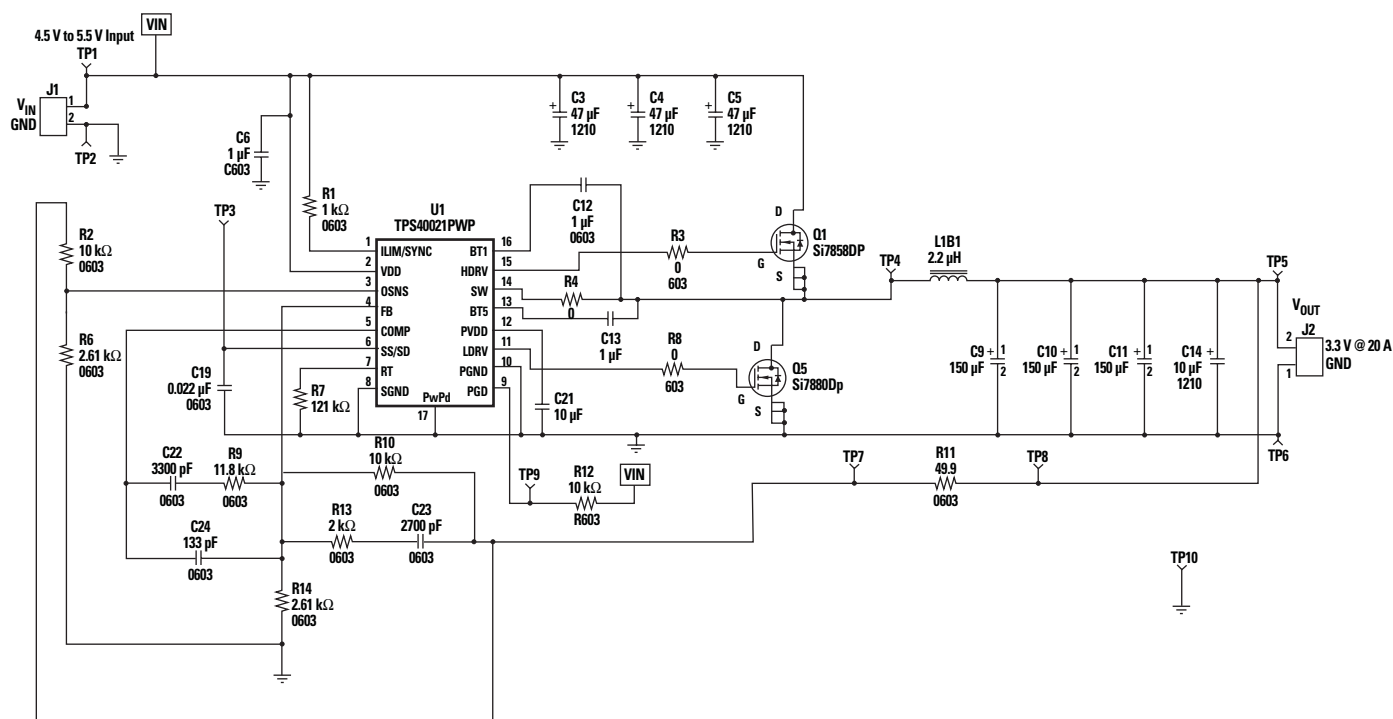 4.5 V to 5.5 V Input
VIN
TP1
J1
1
VIN
GND
2
TP2
C6
1 µF
C603
C3
47 µF
1210
C4
47 µF
1210
C5
47 µF
1210
R1
1 kΩ
0603
TP3
R2
10 kΩ
0603
U1
TPS40021PWP
1 ILIM/SYNC
2 VDD
3 OSNS
4 FB
5 COMP
6 SS/SD
7 RT
8 SGND
PwPd
17
BT1 16
HDRV 15
SW 14
BT5 13
PVDD 12
LDRV 11
PGND 10
PGD 9
C12
1 µF
0603
R3
0
603
D
Q1
Si7858DP
G
S
R4
0
C13
1 µF
R8
0
603
D
Q5
Si7880Dp
G
S
TP4
L1B1
2.2 µH
TP5
VOUT
J2
2
3.3 V @ 20 A
GND
1
TP6
C9
150 µF
+ 1
2
C10
150 µF
+ 1
2
C11
150 µF
+ 1
2
C14
10 µF
1210
+
R6
2.61 kΩ
0603
C19
0.022 µF
0603
R7
121 kΩ
C21
10 µF
C22
3300 pF
0603
R9
11.8 kΩ
0603
R10
10 kΩ
0603
TP9
R12
10 kΩ
R603
VIN
TP7
R11
49.9
0603
TP8
C24
133 pF
0603
R13
2 kΩ
0603
C23
2700 pF
0603
R14
2.61 kΩ
0603
TP10